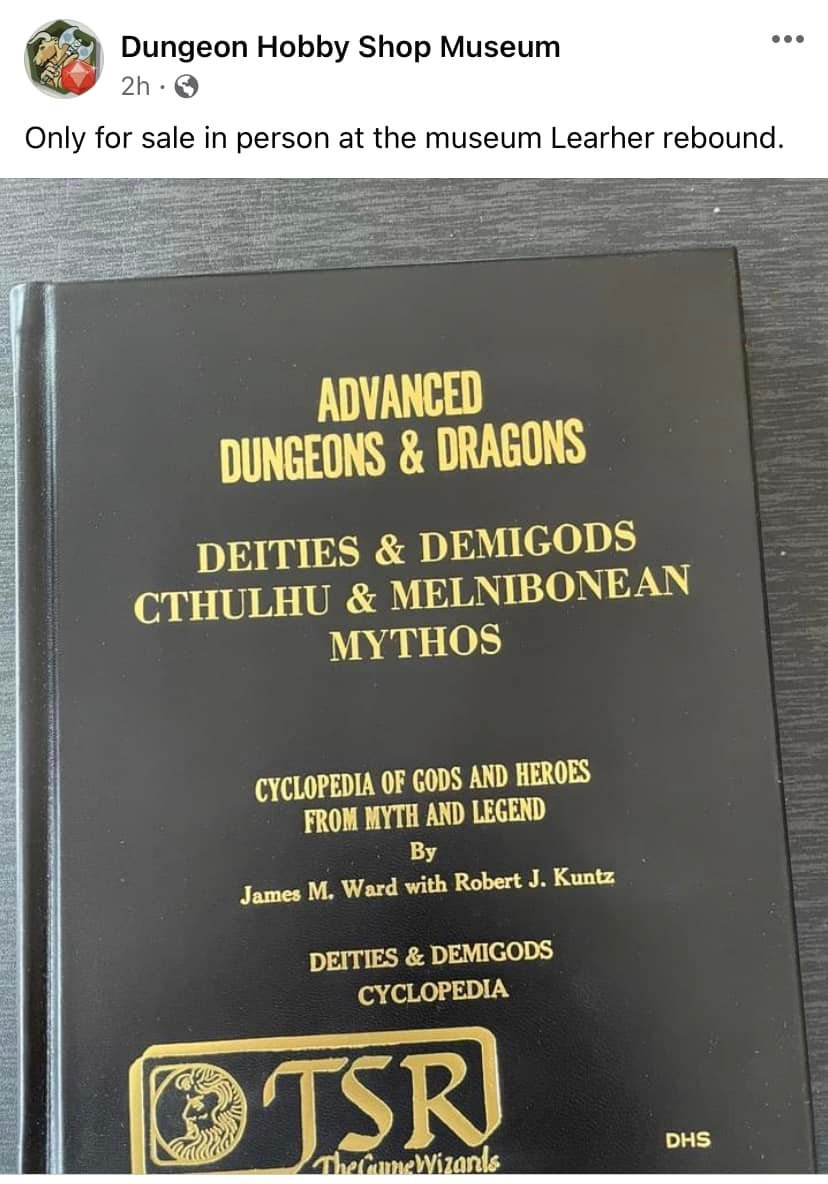 Dungeon Hobby Shop Museum
2h ·
Only for sale in person at the museum Learher rebound.
ADVANCED
DUNGEONS & DRAGONS
DEITIES & DEMIGODS
CTHULHU & MELNIBONEAN
MYTHOS
CYCLOPEDIA OF GODS AND HEROES
FROM MYTH AND LEGEND
By
James M. Ward with Robert J. Kuntz
DEITIES & DEMIGODS
CYCLOPEDIA
TSR
The Game Wizards
DHS